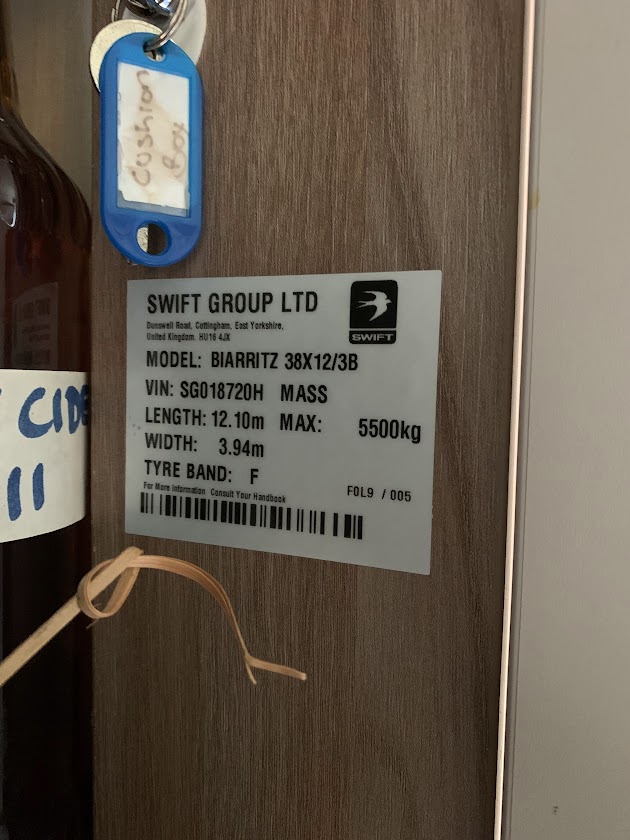 Cushion
Box
SWIFT GROUP LTD
Dunswell Road, Cottingham, East Yorkshire,
United Kingdom. HU16 4JX
SWIFT
MODEL: BIARRITZ 38X12/3B
VIN: SG018720H MASS
LENGTH: 12.10m MAX: 5500kg
WIDTH: 3.94m
TYRE BAND: F
For More Information Consult Your Handbook
F0L9 / 005
CIDE
11